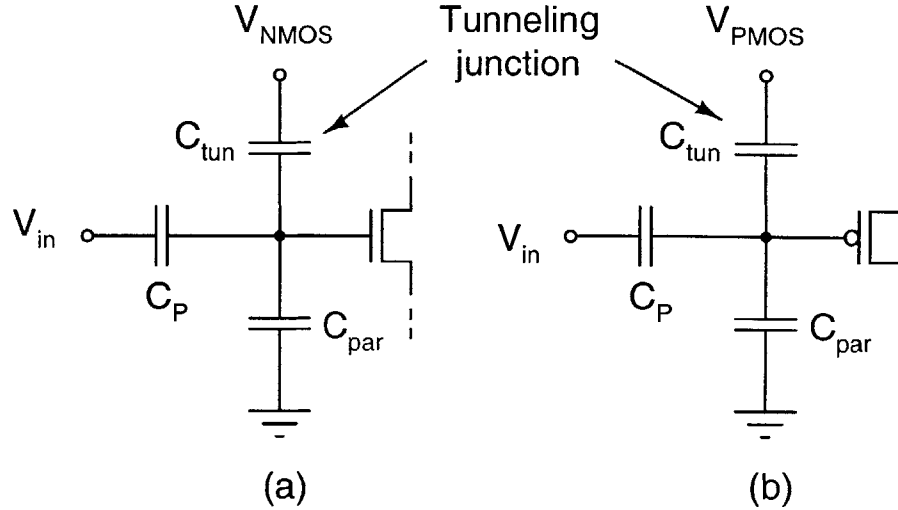 V_NMOS
Tunneling
junction
V_PMOS
C_tun
C_tun
V_in
V_in
C_P
C_P
C_par
C_par
(a)
(b)